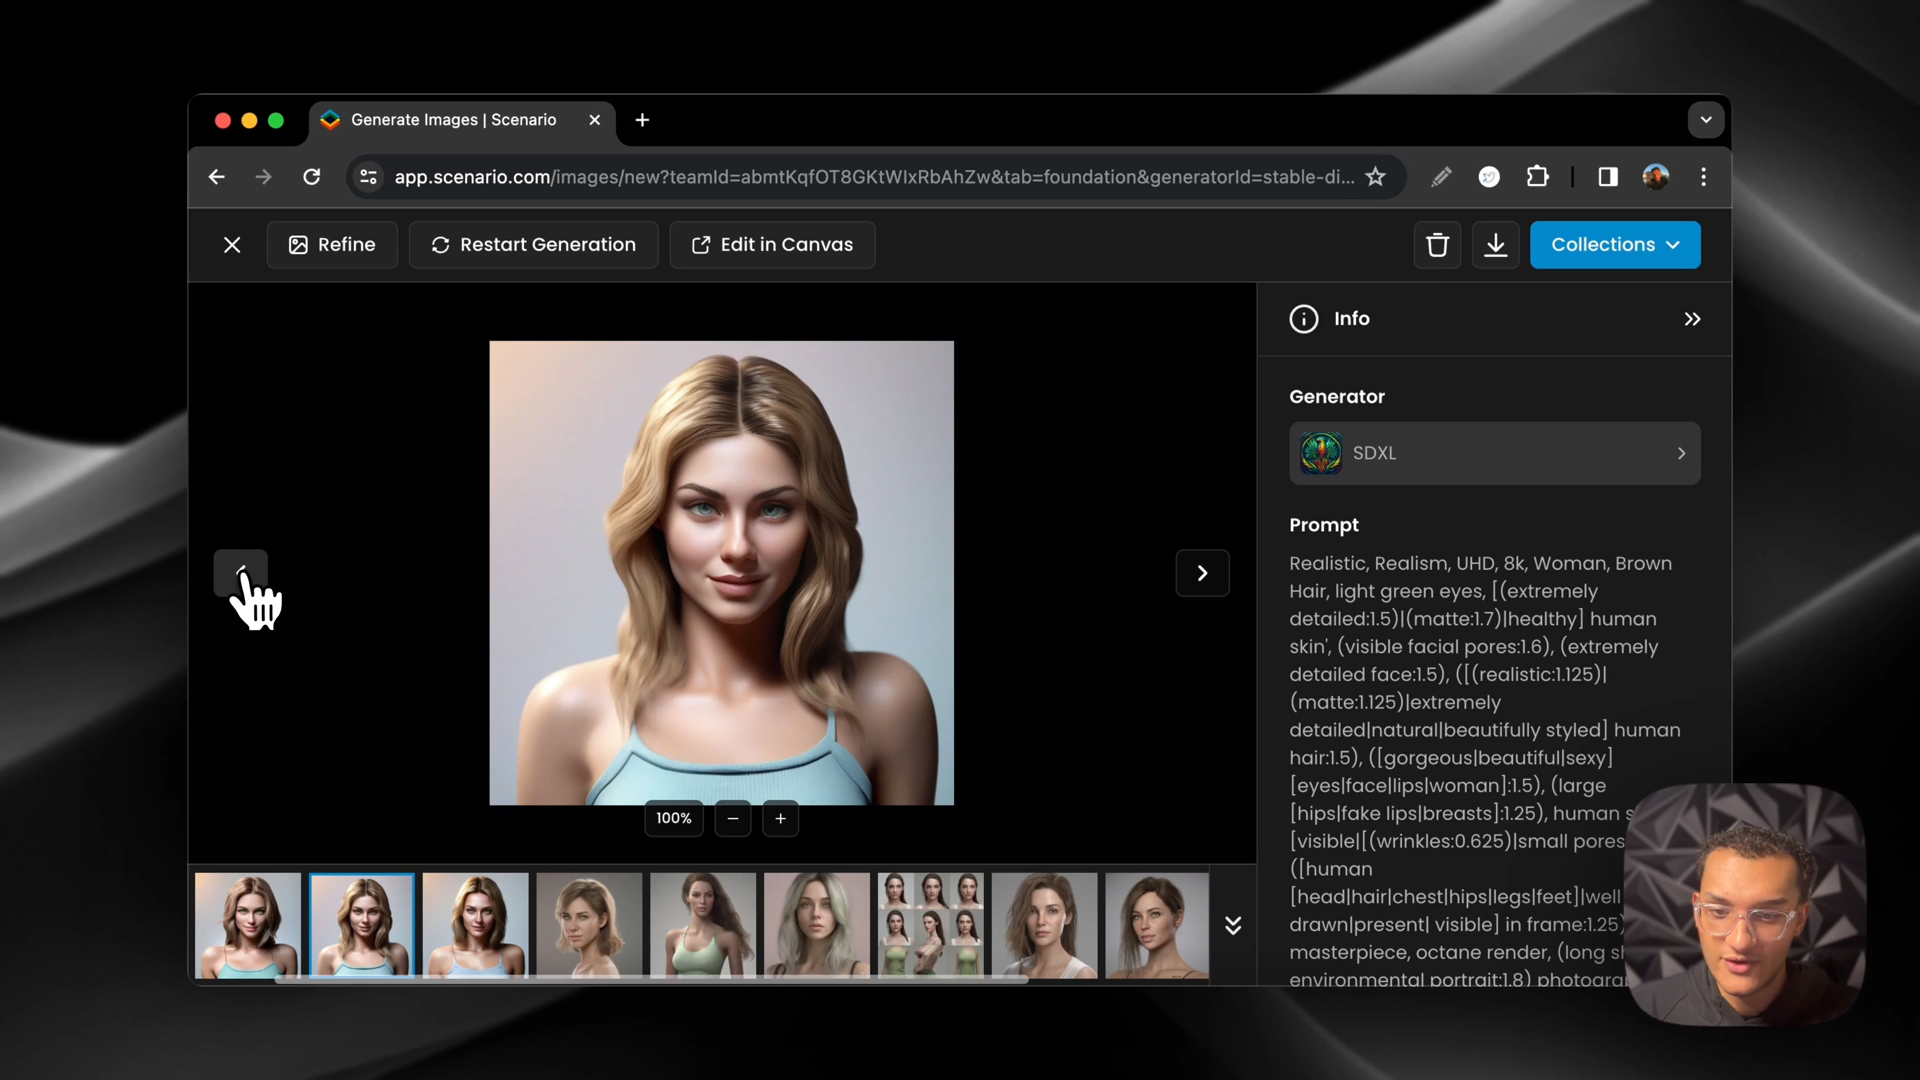 Generate Images | Scenario
app.scenario.com/images/new?teamId=abmtKqfOT8GKtWIxRbAhZw&tab=foundation&generatorId=stable-di...
Refine
Restart Generation
Edit in Canvas
Collections
Info
Generator
SDXL
Prompt
Realistic, Realism, UHD, 8k, Woman, Brown
Hair, light green eyes, [(extremely
detailed:1.5)|(matte:1.7)|healthy] human
skin', (visible facial pores:1.6), (extremely
detailed face:1.5), ([(realistic:1.125)|
(matte:1.125)|extremely
detailed|natural|beautifully styled] human
hair:1.5), ([gorgeous|beautiful|sexy]
[eyes|face|lips|woman]:1.5), (large
[hips|fake lips|breasts]:1.25), human
[visible|[(wrinkles:0.625)|small pores
([human
[head|hair|chest|hips|legs|feet]|well
drawn|present| visible] in frame:1.25)
masterpiece, octane render, (long
environmental portrait:1.8)
100%